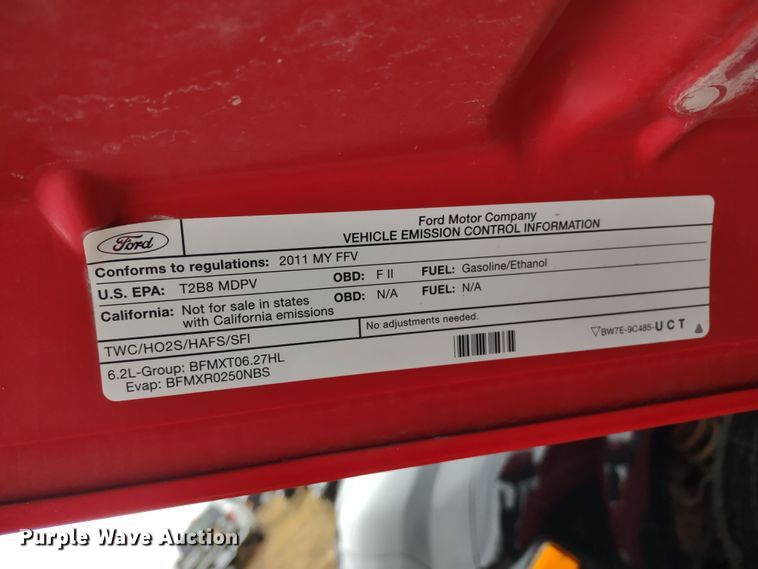 Ford
Ford Motor Company
VEHICLE EMISSION CONTROL INFORMATION
Conforms to regulations: 2011 MY FFV
U.S. EPA: T2B8 MDPV OBD: F II FUEL: Gasoline/Ethanol
California: Not for sale in states with California emissions OBD: N/A FUEL: N/A
TWC/HO2S/HAFS/SFI
No adjustments needed.
6.2L-Group: BFMXT06.27HL
Evap: BFMXR0250NBS
BW7E-9C485-UCT
Purple Wave Auction